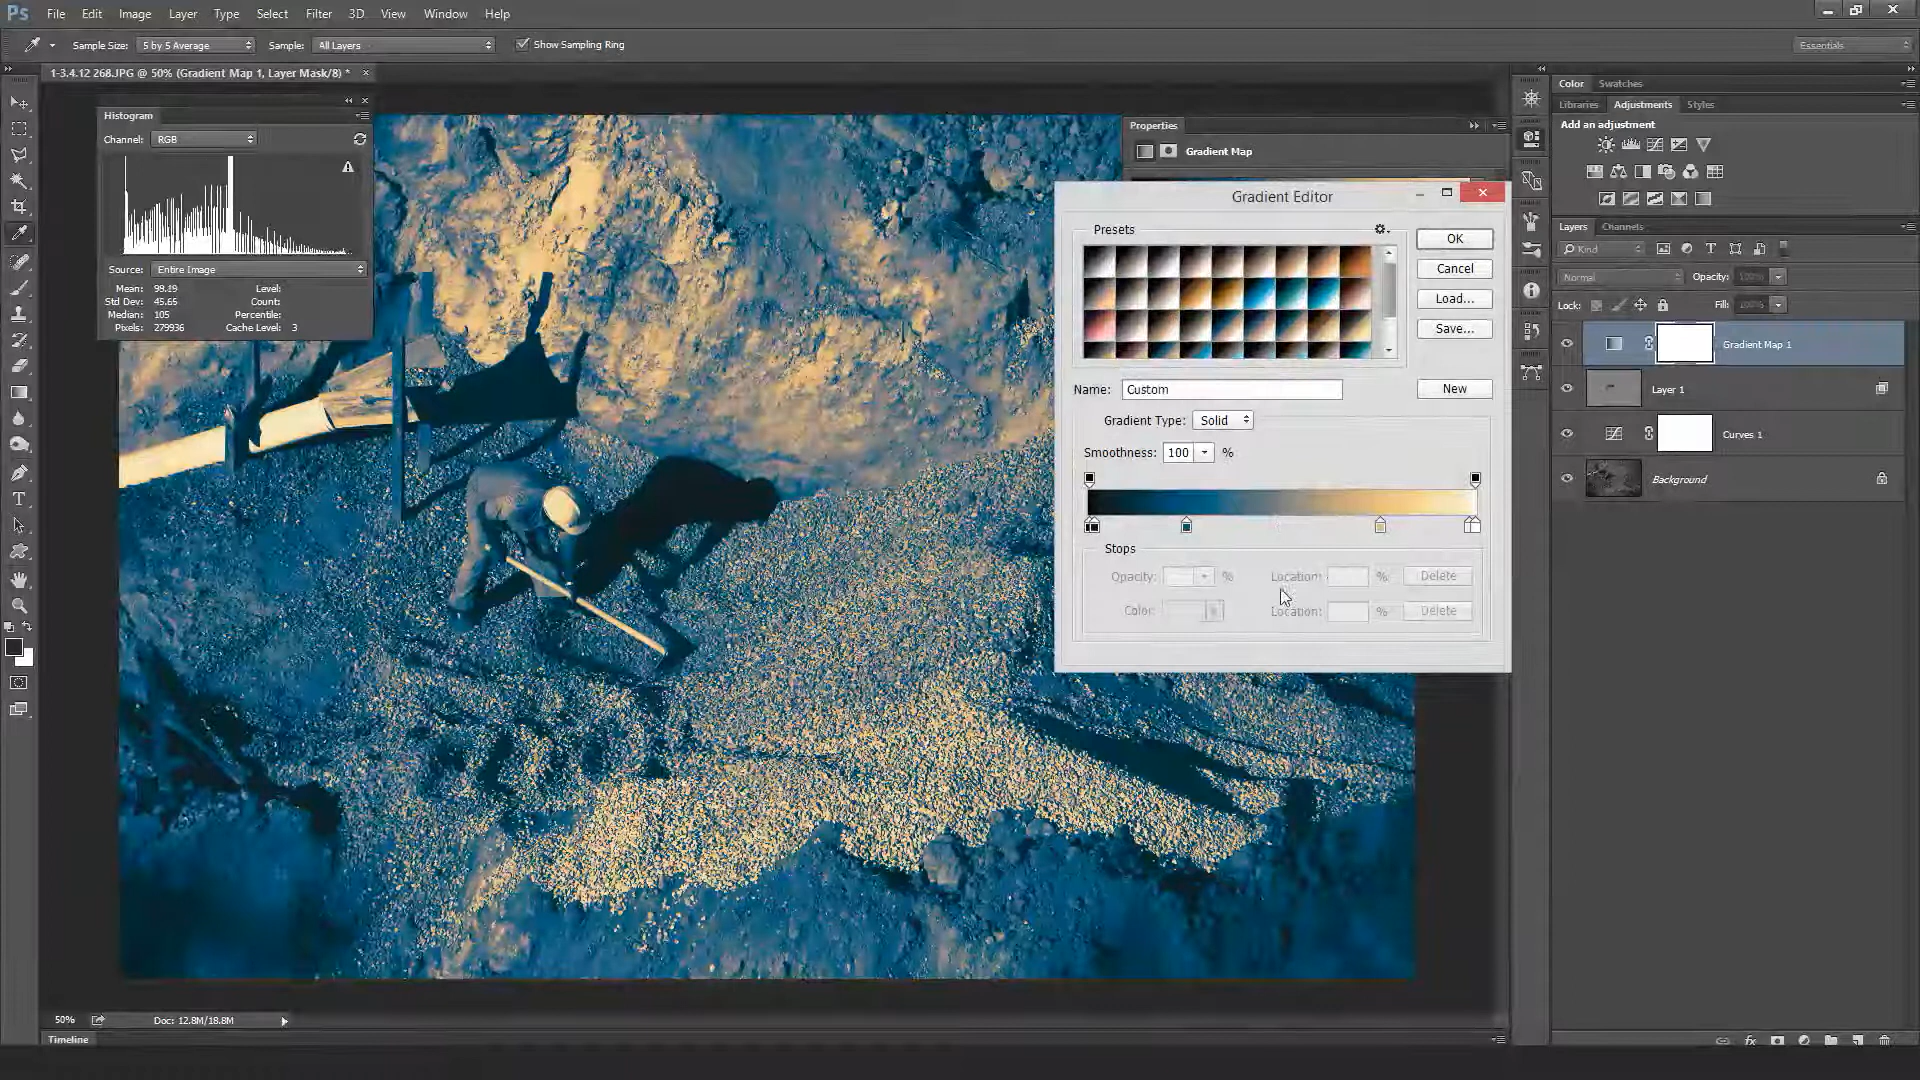 Ps File Edit Image Layer Type Select Filter 3D View Window Help
Sample Size: 5 by 5 Average Sample: All Layers Show Sampling Ring Essentials
1-3.4.12 268.JPG @ 50% (Gradient Map 1, Layer Mask/8) *
Histogram
Channel: RGB
Source: Entire Image
Mean: 98.19 Level:
Std Dev: 45.65 Count:
Median: 105 Percentile:
Pixels: 279936 Cache Level: 3
Properties
Gradient Map
Gradient Editor
Presets
OK
Cancel
Load...
Save...
Name: Custom New
Gradient Type: Solid
Smoothness: 100 %
Stops
Opacity: % Location: % Delete
Color: Location: % Delete
Color Swatches
Libraries Adjustments Styles
Add an adjustment
Layers Channels
Kind
Normal Opacity: 100%
Lock: Fill: 100%
Gradient Map 1
Layer 1
Curves 1
Background
50% Doc: 12.8M/18.8M
Timeline